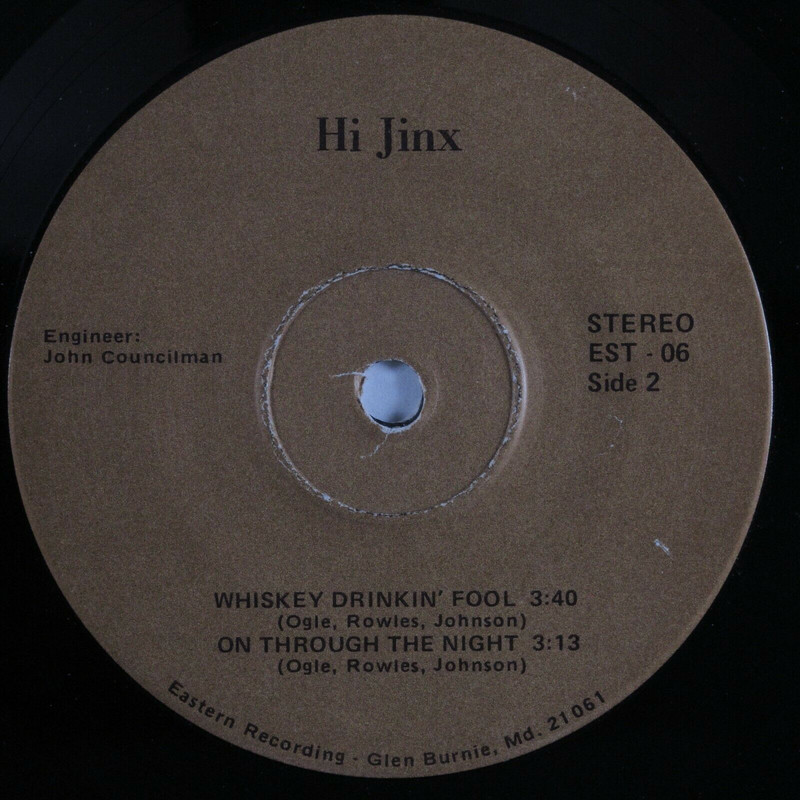 Hi Jinx
Engineer:
John Councilman
STEREO
EST - 06
Side 2
WHISKEY DRINKIN' FOOL 3:40
(Ogle, Rowles, Johnson)
ON THROUGH THE NIGHT 3:13
(Ogle, Rowles, Johnson)
Eastern Recording - Glen Burnie, Md. 21061